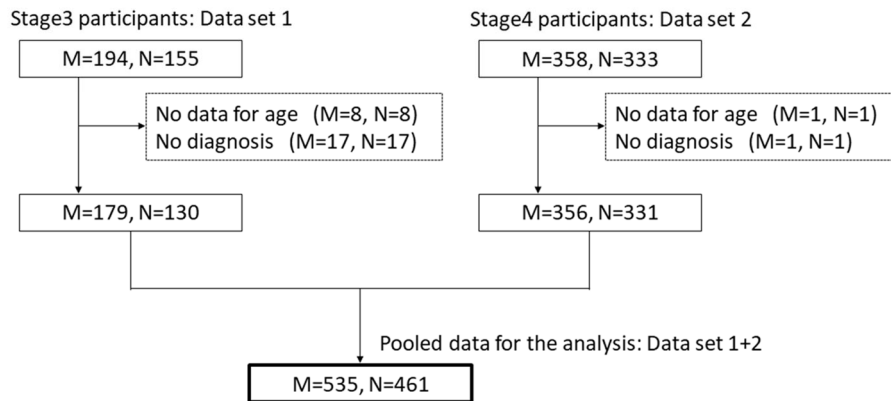 Stage3 participants: Data set 1
M=194, N=155
No data for age (M=8, N=8)
No diagnosis (M=17, N=17)
M=179, N=130
Stage4 participants: Data set 2
M=358, N=333
No data for age (M=1, N=1)
No diagnosis (M=1, N=1)
M=356, N=331
Pooled data for the analysis: Data set 1+2
M=535, N=461